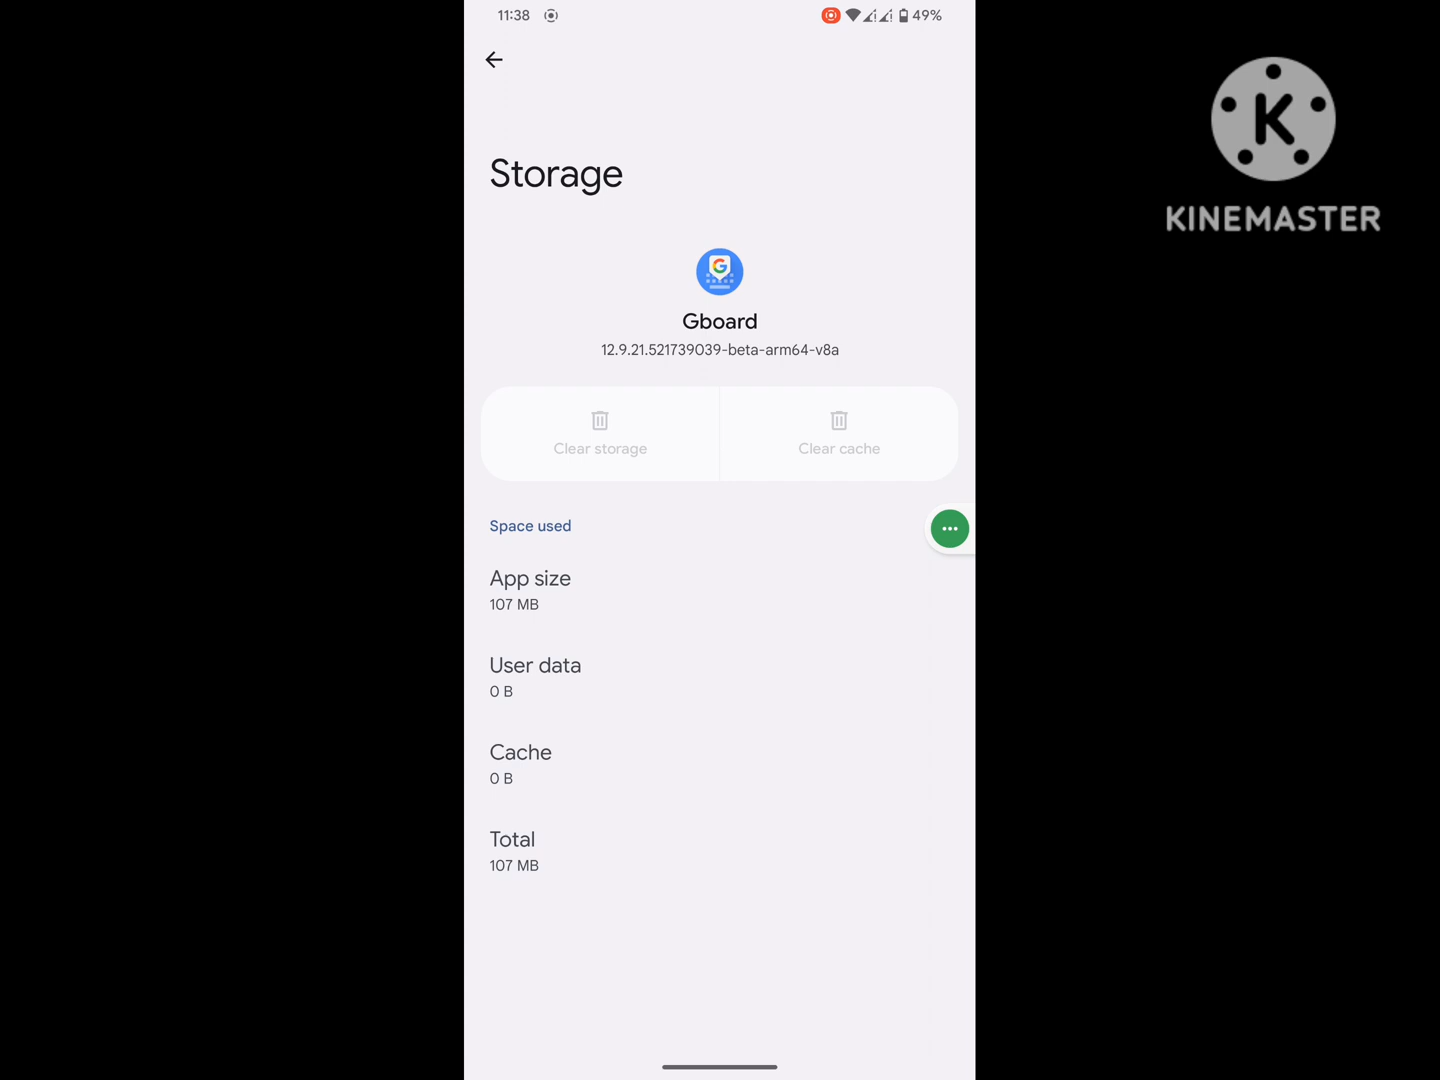 11:38
49%
Storage
Gboard
12.9.21.521739039-beta-arm64-v8a
Clear storage
Clear cache
Space used
App size
107 MB
User data
0 B
Cache
0 B
Total
107 MB
K
KINEMASTER